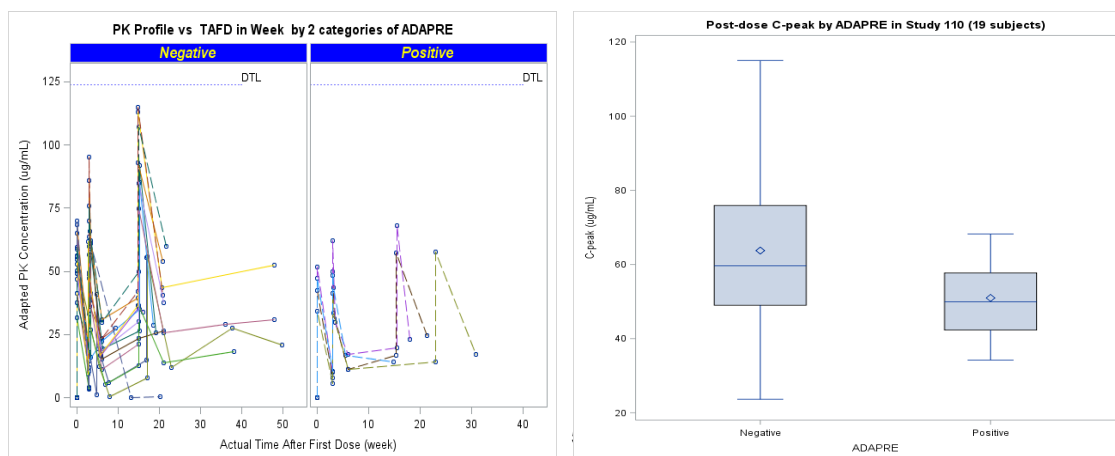 PK Profile vs TAFD in Week by 2 categories of ADAPRE
Negative
Positive
DTL
DTL
125
100
75
50
25
0
Adapted PK Concentration (ug/mL)
0 10 20 30 40 50
0 10 20 30 40
Actual Time After First Dose (week)
Post-dose C-peak by ADAPRE in Study 110 (19 subjects)
120
100
80
60
40
20
C-peak (ug/mL)
Negative
Positive
ADAPRE